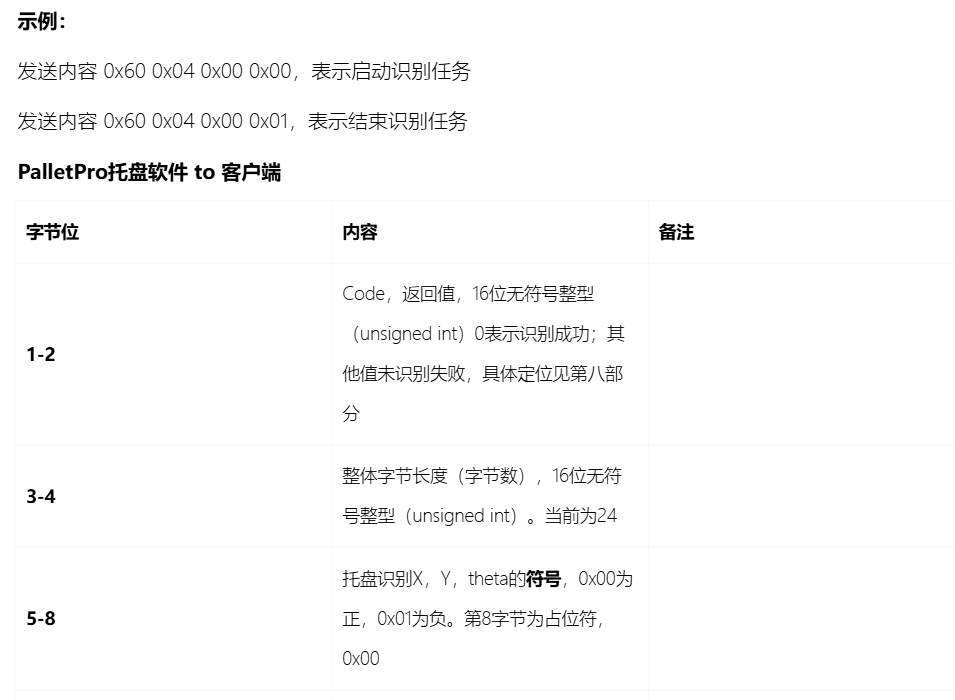 示例：
发送内容 0x60 0x04 0x00 0x00，表示启动识别任务
发送内容 0x60 0x04 0x00 0x01，表示结束识别任务
PalletPro托盘软件 to 客户端
字节位 内容 备注
1-2
Code，返回值，16位无符号整型
（unsigned int）0表示识别成功；其
他值未识别失败，具体定位见第八部
分
3-4
整体字节长度（字节数），16位无符
号整型（unsigned int）。当前为24
5-8
托盘识别X，Y，theta的符号，0x00为
正，0x01为负。第8字节为占位符，
0x00